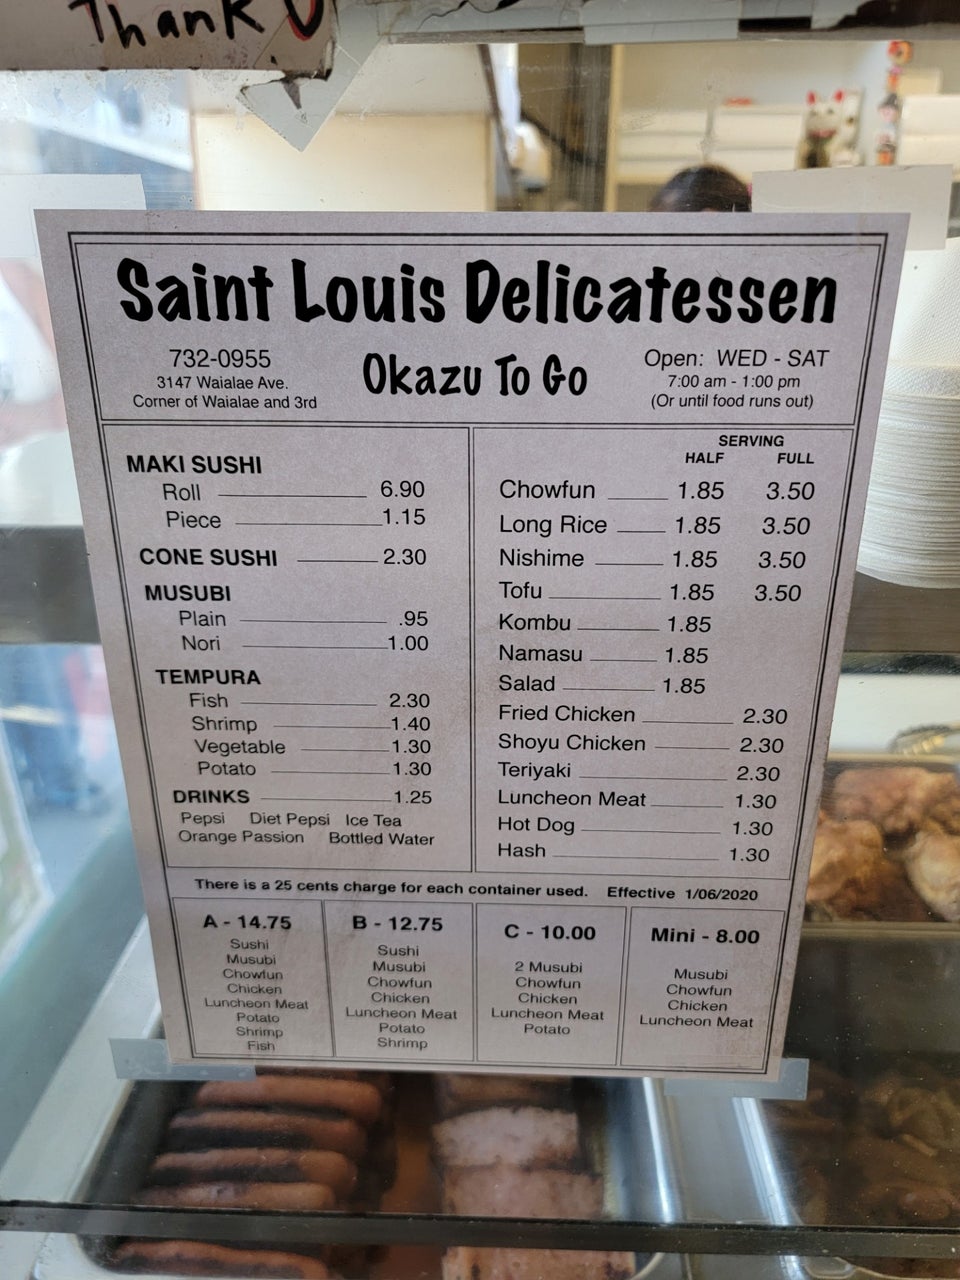 Thank U
Saint Louis Delicatessen
732-0955
3147 Waialae Ave.
Corner of Waialae and 3rd
Okazu To Go
Open: WED - SAT
7:00 am - 1:00 pm
(Or until food runs out)
MAKI SUSHI
Roll 6.90
Piece 1.15
CONE SUSHI 2.30
MUSUBI
Plain .95
Nori 1.00
TEMPURA
Fish 2.30
Shrimp 1.40
Vegetable 1.30
Potato 1.30
DRINKS 1.25
Pepsi Diet Pepsi Ice Tea
Orange Passion Bottled Water
SERVING
HALF FULL
Chowfun 1.85 3.50
Long Rice 1.85 3.50
Nishime 1.85 3.50
Tofu 1.85 3.50
Kombu 1.85
Namasu 1.85
Salad 1.85
Fried Chicken 2.30
Shoyu Chicken 2.30
Teriyaki 2.30
Luncheon Meat 1.30
Hot Dog 1.30
Hash 1.30
There is a 25 cents charge for each container used. Effective 1/06/2020
A - 14.75
Sushi
Musubi
Chowfun
Chicken
Luncheon Meat
Potato
Shrimp
Fish
B - 12.75
Sushi
Musubi
Chowfun
Chicken
Luncheon Meat
Potato
Shrimp
C - 10.00
2 Musubi
Chowfun
Chicken
Luncheon Meat
Potato
Mini - 8.00
Musubi
Chowfun
Chicken
Luncheon Meat